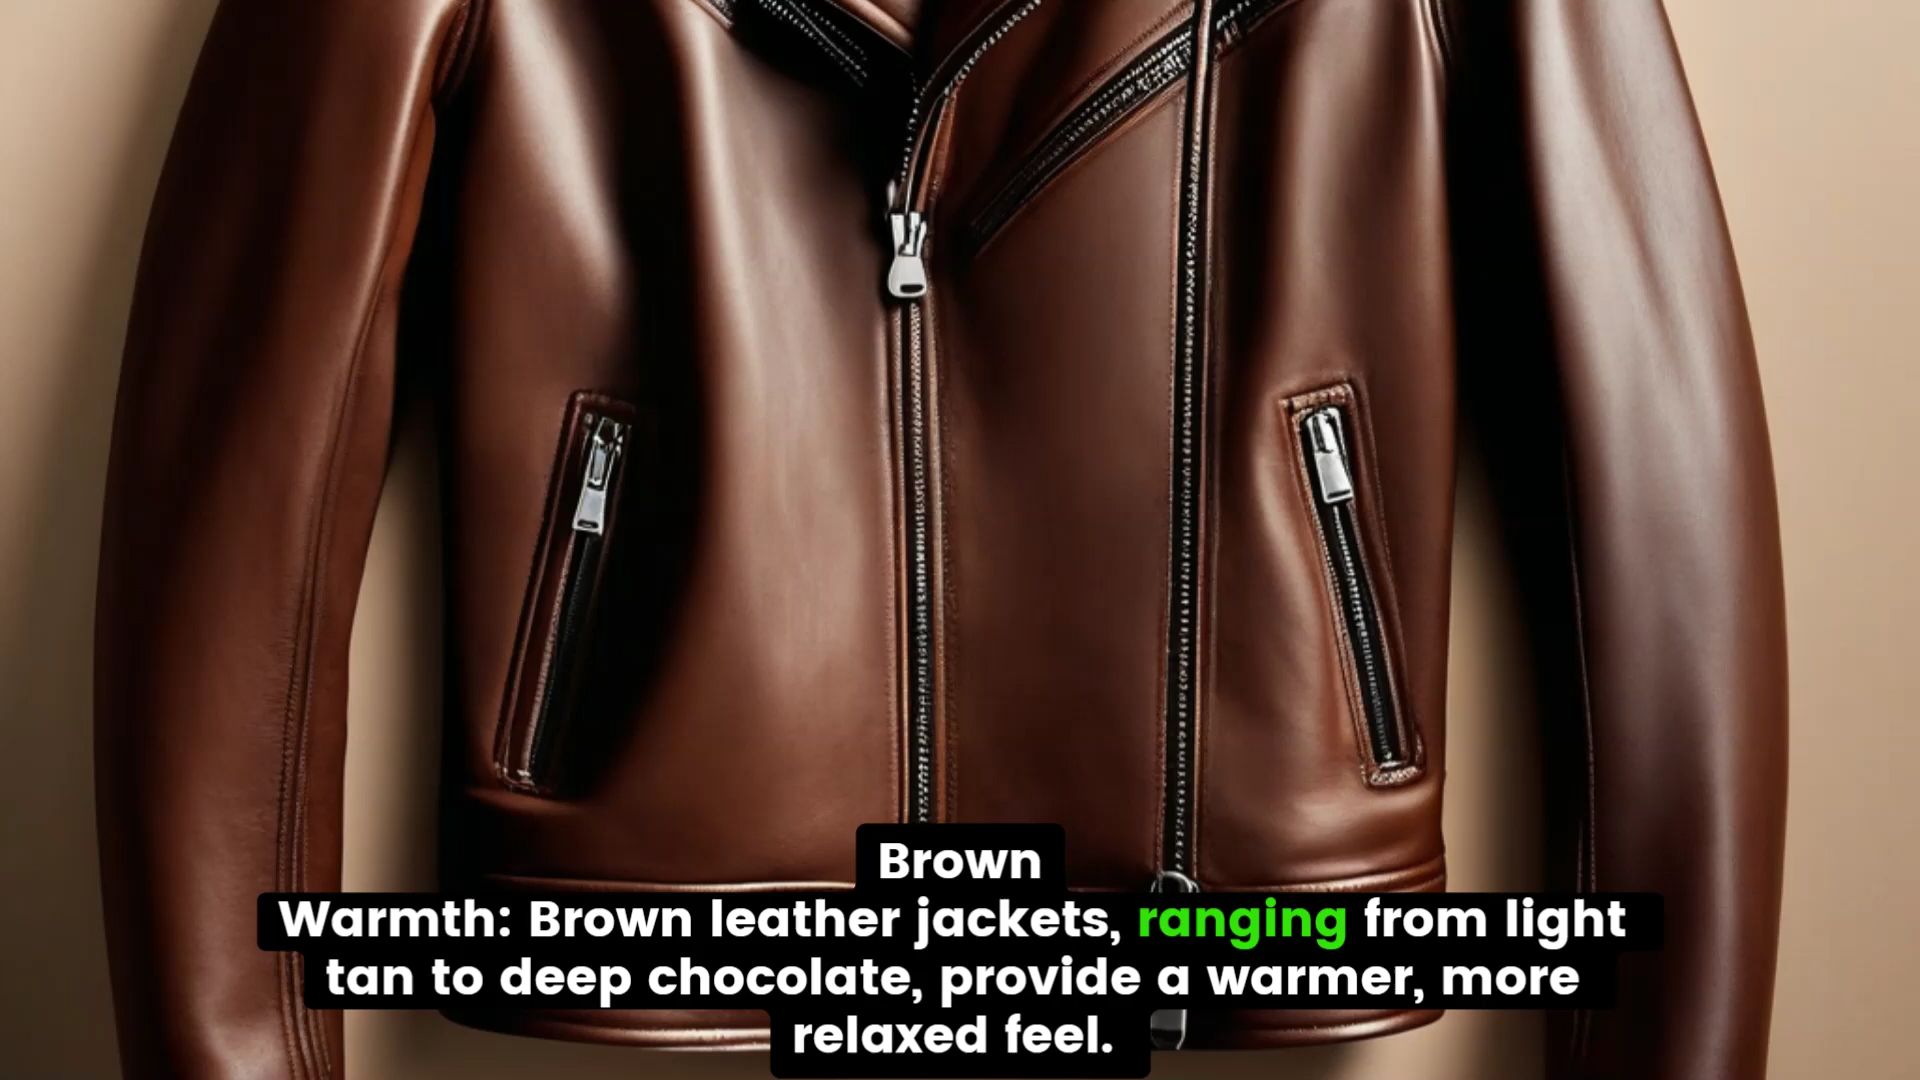 Brown
Warmth: Brown leather jackets, ranging from light
tan to deep chocolate, provide a warmer, more
relaxed feel.